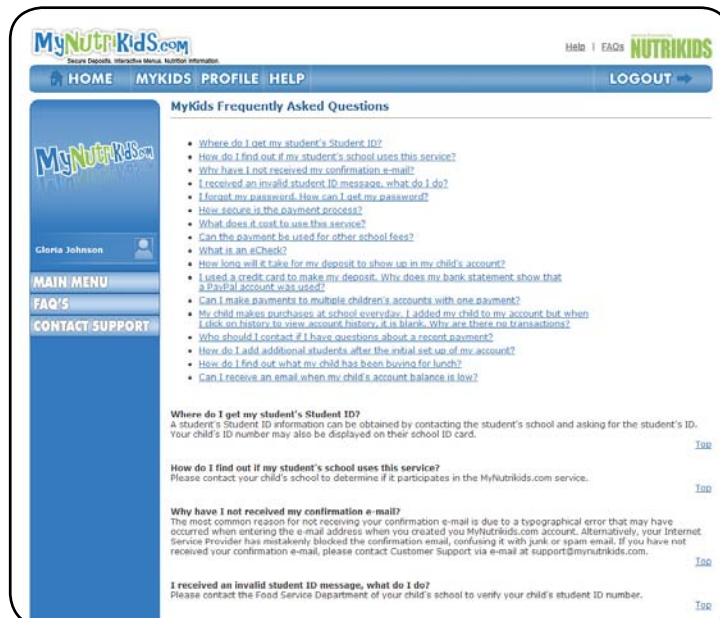 MyNutriKids.com
Secure Deposits. Interactive Menus. Nutrition Information.
Help | FAQs
NUTRIKIDS
HOME MYKIDS PROFILE HELP LOGOUT
MyNutriKids.com
Gloria Johnson
MAIN MENU
FAQ'S
CONTACT SUPPORT
MyKids Frequently Asked Questions
Where do I get my student's Student ID?
How do I find out if my student's school uses this service?
Why have I not received my confirmation e-mail?
I received an invalid student ID message, what do I do?
I forgot my password. How can I get my password?
How secure is the payment process?
What does it cost to use this service?
Can the payment be used for other school fees?
What is an eCheck?
How long will it take for my deposit to show up in my child's account?
I used a credit card to make my deposit. Why does my bank statement show that
a PayPal account was used?
Can I make payments to multiple children's accounts with one payment?
My child makes purchases at school everyday. I added my child to my account but when
I click on history to view account history, it is blank. Why are there no transactions?
Who should I contact if I have questions about a recent payment?
How do I add additional students after the initial set up of my account?
How do I find out what my child has been buying for lunch?
Can I receive an email when my child's account balance is low?
Where do I get my student's Student ID?
A student's Student ID information can be obtained by contacting the student's school and asking for the student's ID.
Your child's ID number may also be displayed on their school ID card.
Top
How do I find out if my student's school uses this service?
Please contact your child's school to determine if it participates in the MyNutrikids.com service.
Top
Why have I not received my confirmation e-mail?
The most common reason for not receiving your confirmation e-mail is due to a typographical error that may have
occurred when entering the e-mail address when you created you MyNutrikids.com account. Alternatively, your Internet
Service Provider has mistakenly blocked the confirmation email, confusing it with junk or spam email. If you have not
received your confirmation e-mail, please contact Customer Support via e-mail at support@mynutrikids.com.
Top
I received an invalid student ID message, what do I do?
Please contact the Food Service Department of your child's school to verify your child's student ID number.
Top